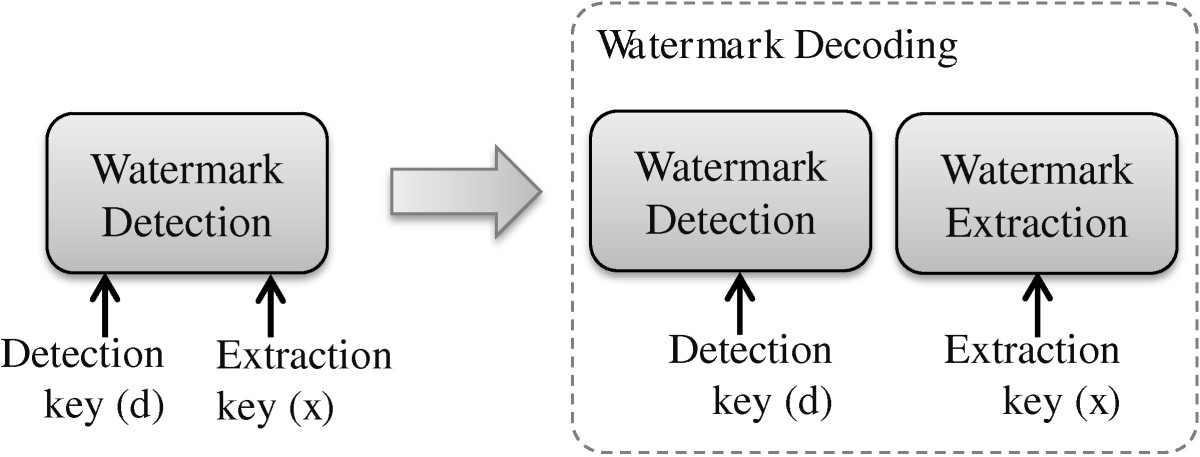 Watermark Decoding
Watermark
Detection
Detection
key (d)
Extraction
key (x)
Watermark
Detection
Detection
key (d)
Watermark
Extraction
Extraction
key (x)